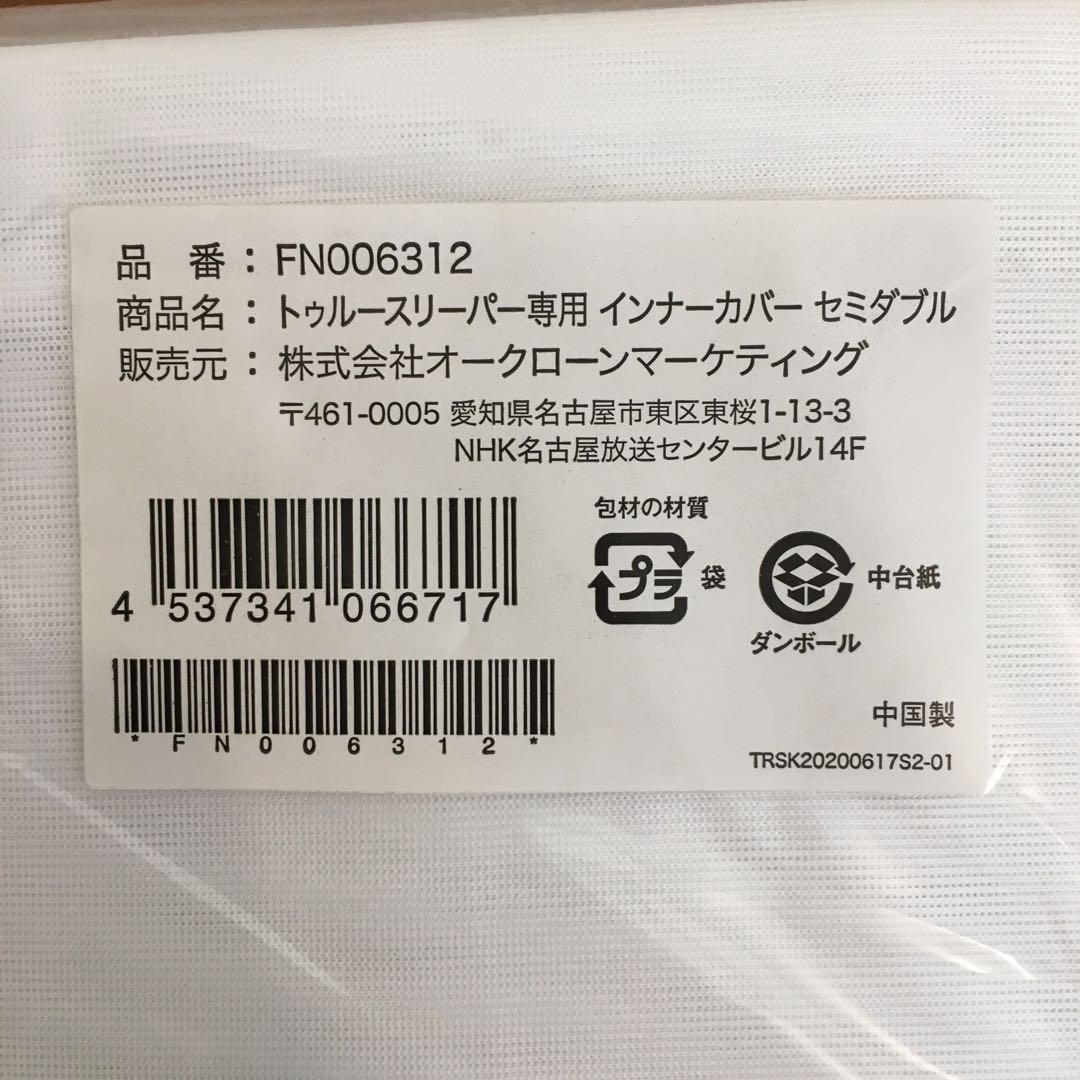 品　番：FN006312
商品名：トゥルースリーパー専用 インナーカバー セミダブル
販売元：株式会社オークローンマーケティング
〒461-0005 愛知県名古屋市東区東桜1-13-3
NHK名古屋放送センタービル14F
包材の材質
プラ 袋
中台紙
ダンボール
4 537341 066717
*FN006312*
中国製
TRSK20200617S2-01